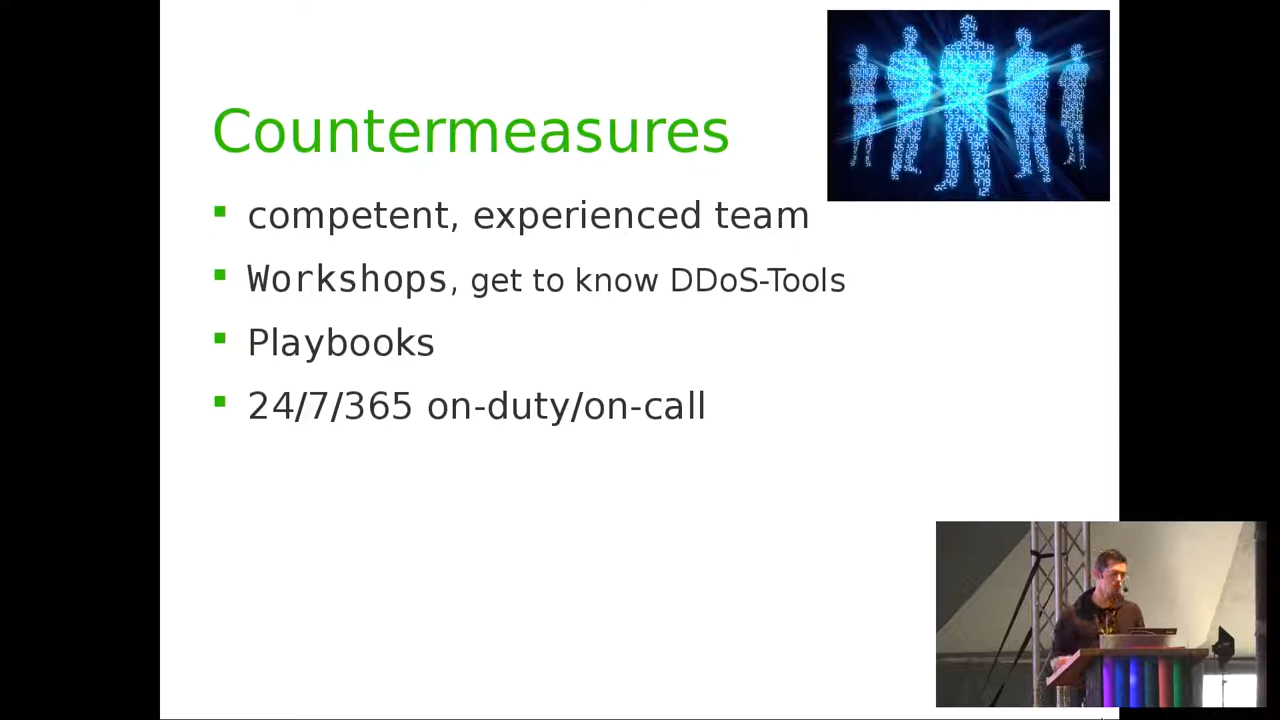 Countermeasures
competent, experienced team
Workshops, get to know DDoS-Tools
Playbooks
24/7/365 on-duty/on-call